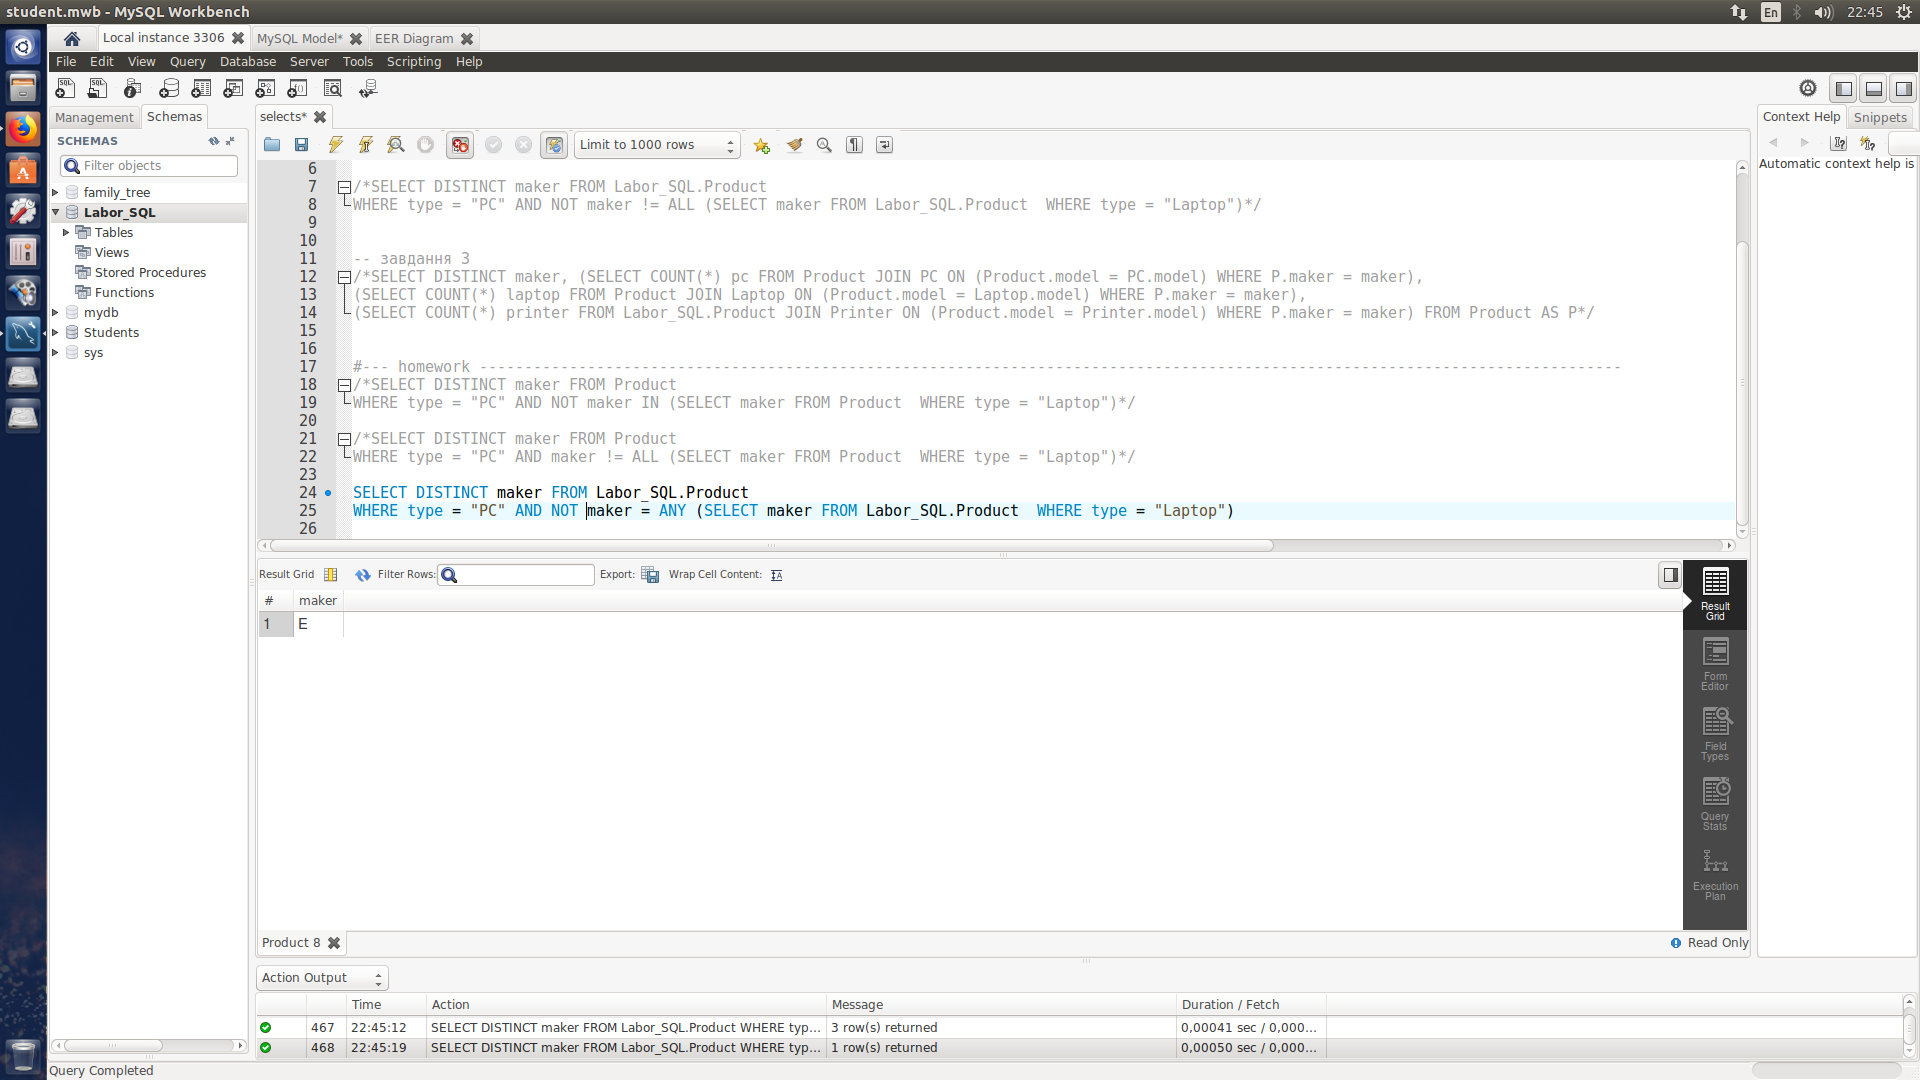 student.mwb - MySQL Workbench
En
22:45
Local instance 3306
MySQL Model*
EER Diagram
File Edit View Query Database Server Tools Scripting Help
Management
Schemas
selects*
Context Help
Snippets
SCHEMAS
Filter objects
family_tree
Labor_SQL
Tables
Views
Stored Procedures
Functions
mydb
Students
sys
Limit to 1000 rows
Automatic context help is
6
7 /*SELECT DISTINCT maker FROM Labor_SQL.Product
8 WHERE type = "PC" AND NOT maker != ALL (SELECT maker FROM Labor_SQL.Product  WHERE type = "Laptop")*/
9
10
11 -- завдання 3
12 /*SELECT DISTINCT maker, (SELECT COUNT(*) pc FROM Product JOIN PC ON (Product.model = PC.model) WHERE P.maker = maker),
13 (SELECT COUNT(*) laptop FROM Product JOIN Laptop ON (Product.model = Laptop.model) WHERE P.maker = maker),
14 (SELECT COUNT(*) printer FROM Labor_SQL.Product JOIN Printer ON (Product.model = Printer.model) WHERE P.maker = maker) FROM Product AS P*/
15
16
17 #--- homework -------------------------------------------------------------------------------------------------------------------------------
18 /*SELECT DISTINCT maker FROM Product
19 WHERE type = "PC" AND NOT maker IN (SELECT maker FROM Product  WHERE type = "Laptop")*/
20
21 /*SELECT DISTINCT maker FROM Product
22 WHERE type = "PC" AND maker != ALL (SELECT maker FROM Product  WHERE type = "Laptop")*/
23
24 SELECT DISTINCT maker FROM Labor_SQL.Product
25 WHERE type = "PC" AND NOT maker = ANY (SELECT maker FROM Labor_SQL.Product  WHERE type = "Laptop")
26
Result Grid
Filter Rows:
Export:
Wrap Cell Content:
# maker
1 E
Result Grid
Form Editor
Field Types
Query Stats
Execution Plan
Product 8
Read Only
Action Output
Time Action Message Duration / Fetch
467 22:45:12 SELECT DISTINCT maker FROM Labor_SQL.Product WHERE typ... 3 row(s) returned 0,00041 sec / 0,000...
468 22:45:19 SELECT DISTINCT maker FROM Labor_SQL.Product WHERE typ... 1 row(s) returned 0,00050 sec / 0,000...
Query Completed